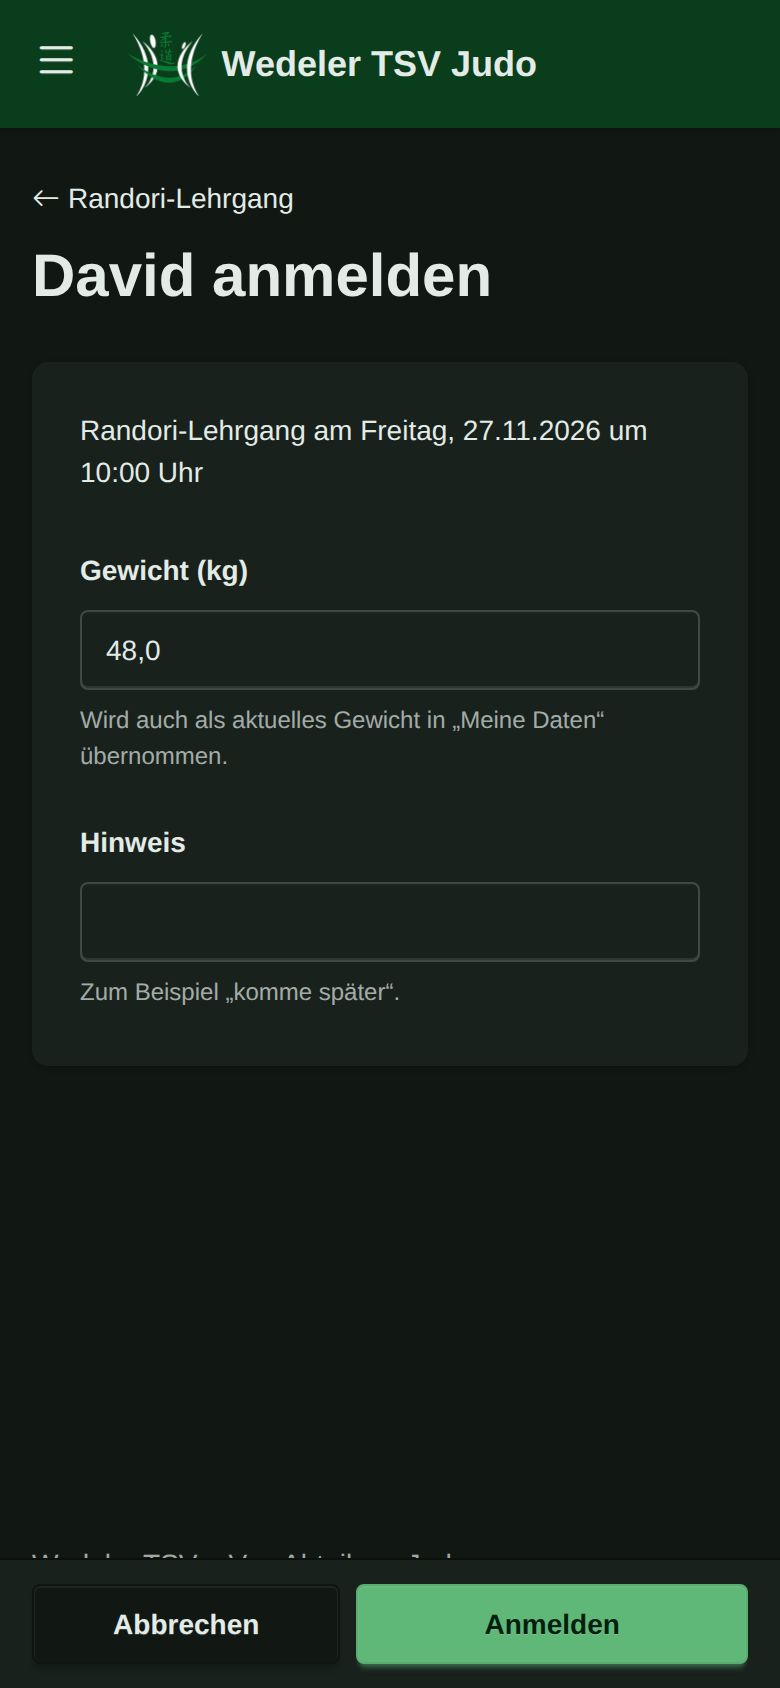 柔道
Wedeler TSV Judo
← Randori-Lehrgang
David anmelden
Randori-Lehrgang am Freitag, 27.11.2026 um
10:00 Uhr
Gewicht (kg)
48,0
Wird auch als aktuelles Gewicht in „Meine Daten“
übernommen.
Hinweis
Zum Beispiel „komme später“.
Abbrechen
Anmelden